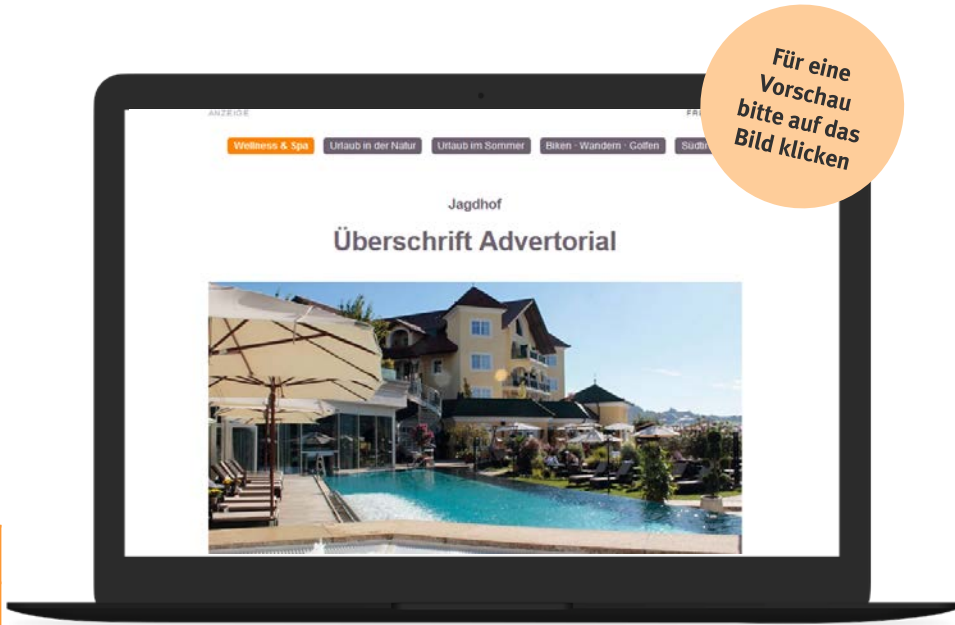 Für eine
Vorschau
bitte auf das
Bild klicken
ANZEIGE
Wellness & Spa
Urlaub in der Natur
Urlaub im Sommer
Biken · Wandern · Golfen
Jagdhof
Überschrift Advertorial